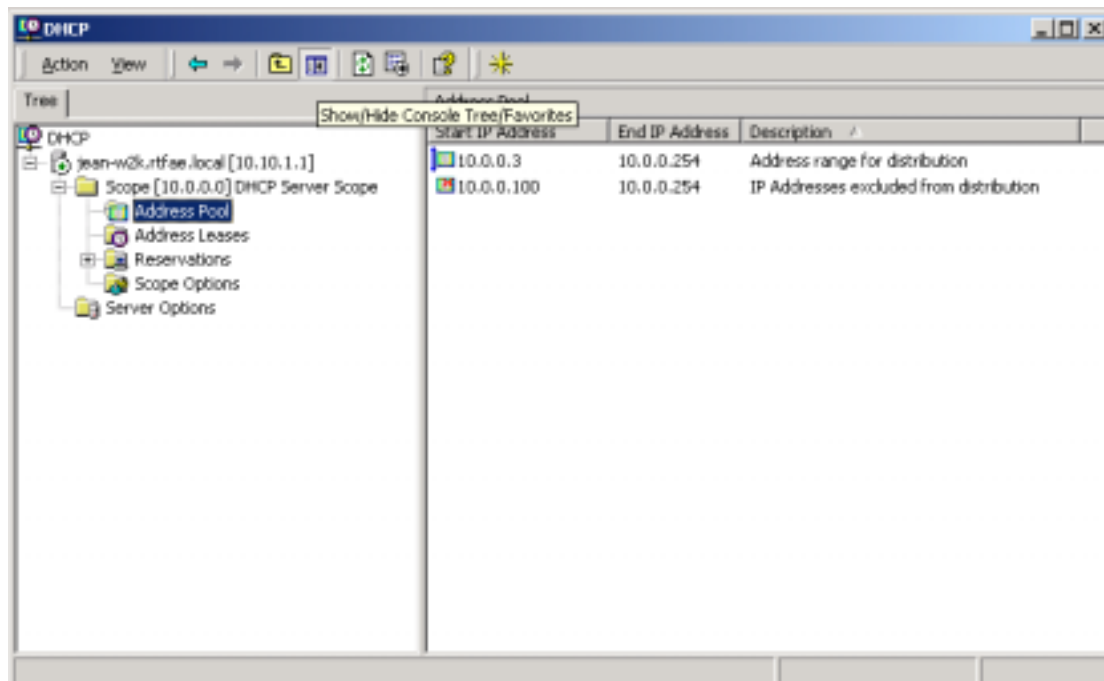 DHCP
Action View
Tree
Address Pool
Show/Hide Console Tree/Favorites
DHCP
jean-w2k.rtfae.local [10.10.1.1]
Scope [10.0.0.0] DHCP Server Scope
Address Pool
Address Leases
Reservations
Scope Options
Server Options
Start IP Address End IP Address Description
10.0.0.3 10.0.0.254 Address range for distribution
10.0.0.100 10.0.0.254 IP Addresses excluded from distribution